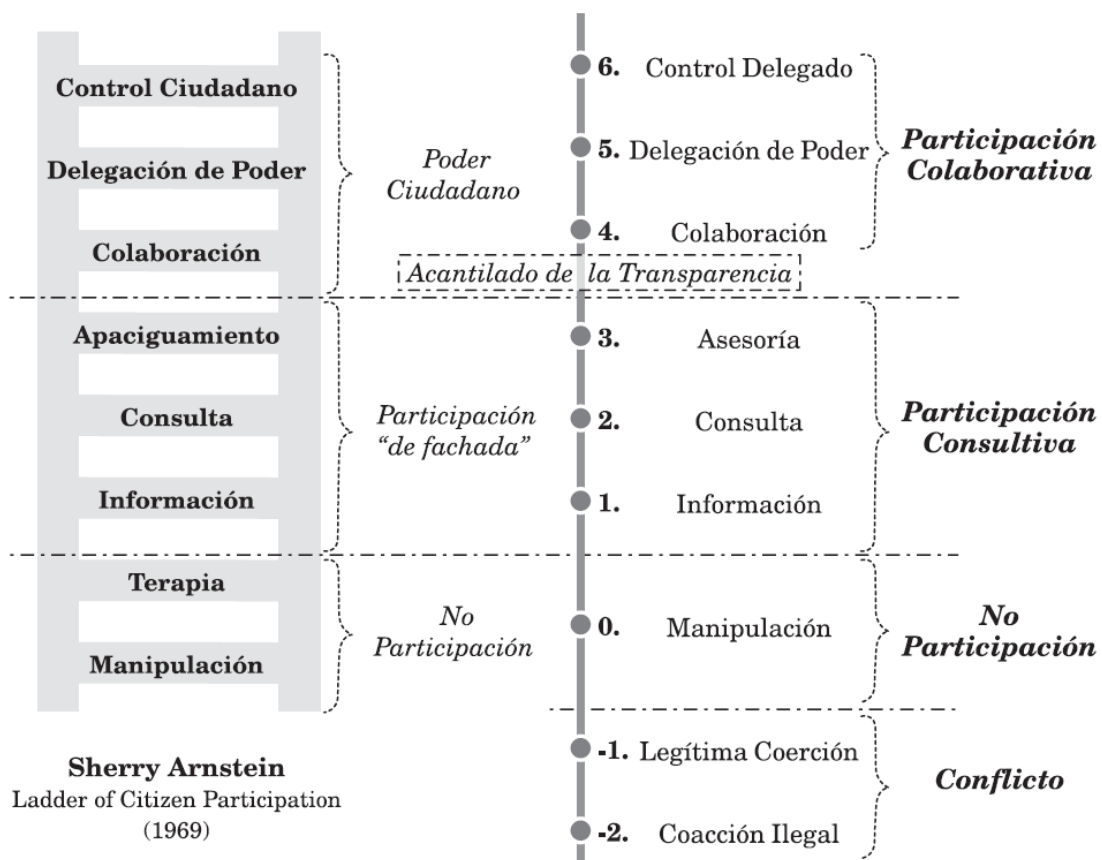 Control Ciudadano
Delegación de Poder
Colaboración
Poder
Ciudadano
Apaciguamiento
Consulta
Información
Participación
“de fachada”
Terapia
Manipulación
No
Participación
Sherry Arnstein
Ladder of Citizen Participation
(1969)
6. Control Delegado
5. Delegación de Poder
4. Colaboración
Participación
Colaborativa
Acantilado de la Transparencia
3. Asesoría
2. Consulta
1. Información
Participación
Consultiva
0. Manipulación
No
Participación
-1. Legítima Coerción
-2. Coacción Ilegal
Conflicto